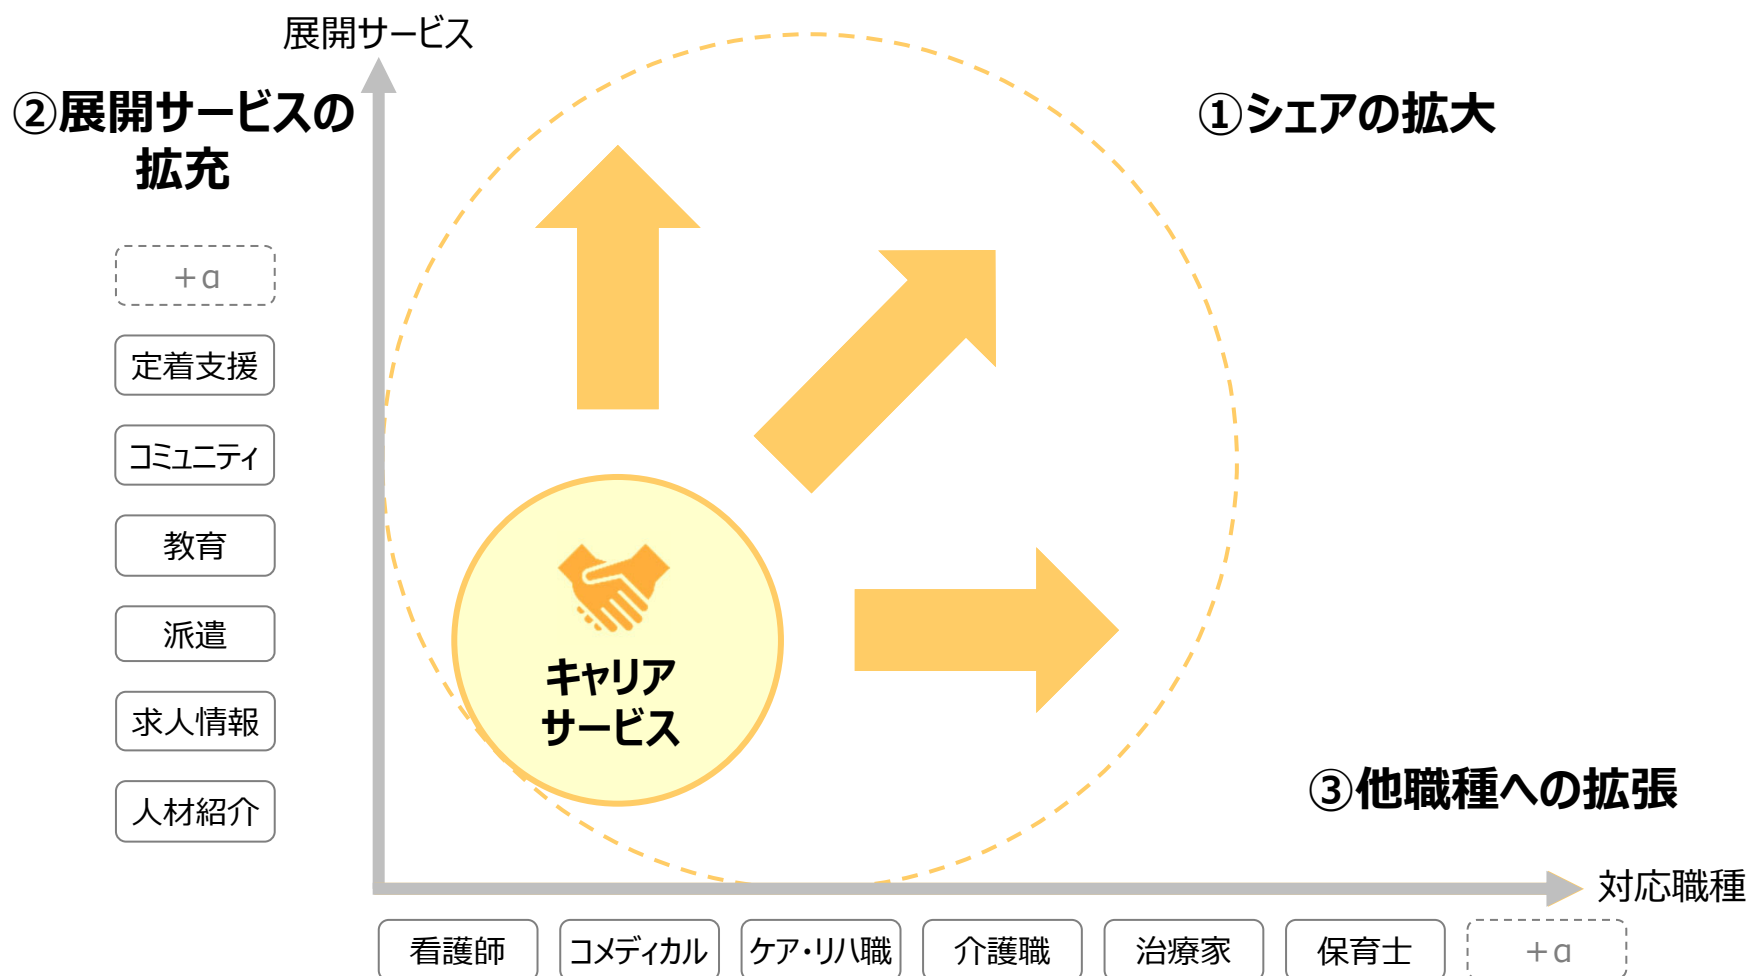 展開サービス
②展開サービスの
拡充
①シェアの拡大
+α
定着支援
コミュニティ
教育
派遣
求人情報
人材紹介
キャリア
サービス
③他職種への拡張
対応職種
看護師
コメディカル
ケア・リハ職
介護職
治療家
保育士
+α